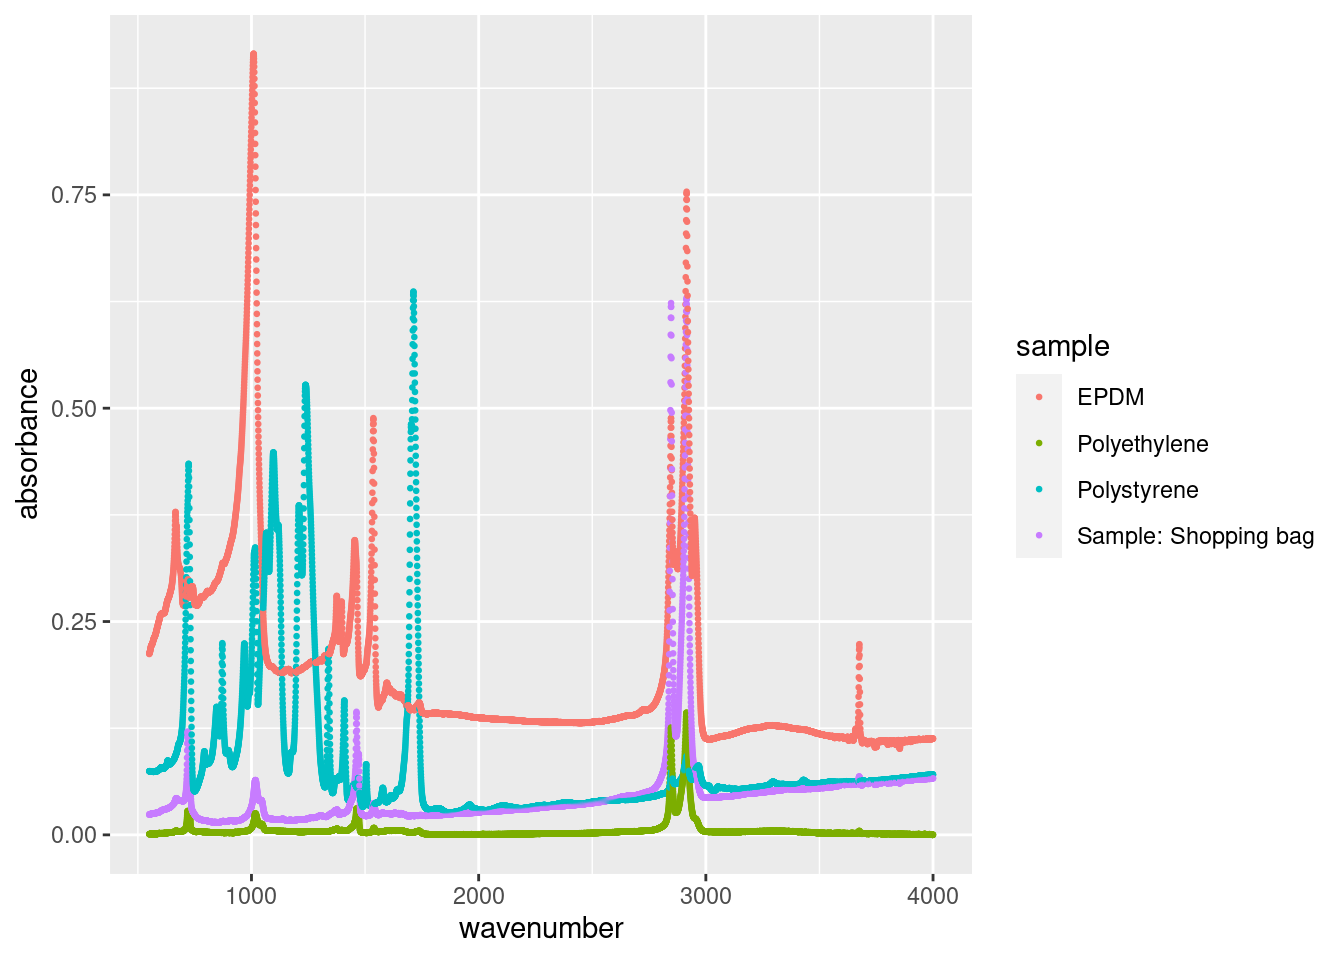 0.75
0.50
0.25
0.00
absorbance
1000 2000 3000 4000
wavenumber
sample
EPDM
Polyethylene
Polystyrene
Sample: Shopping bag